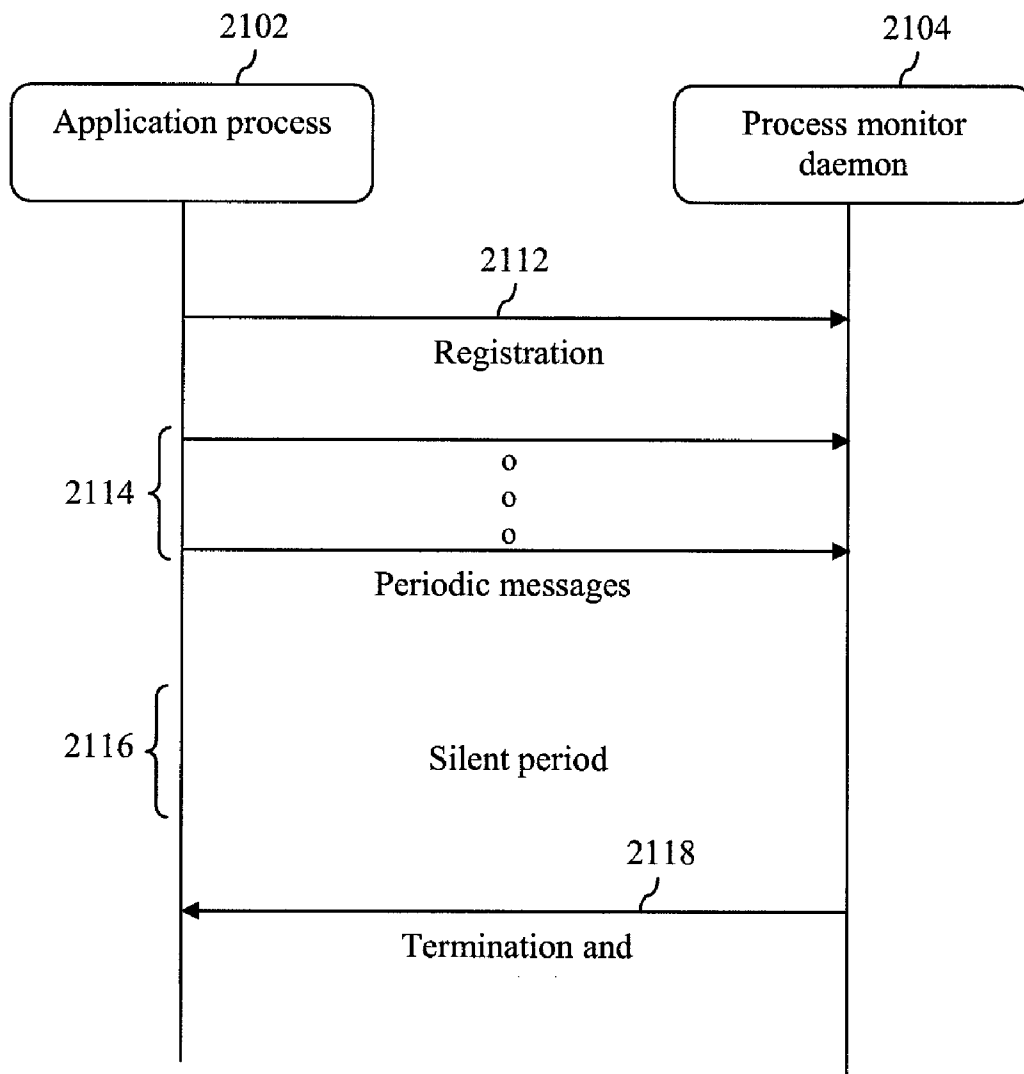 2102
2104
Application process
Process monitor
daemon
2112
Registration
2114
o
o
o
Periodic messages
2116
Silent period
2118
Termination and